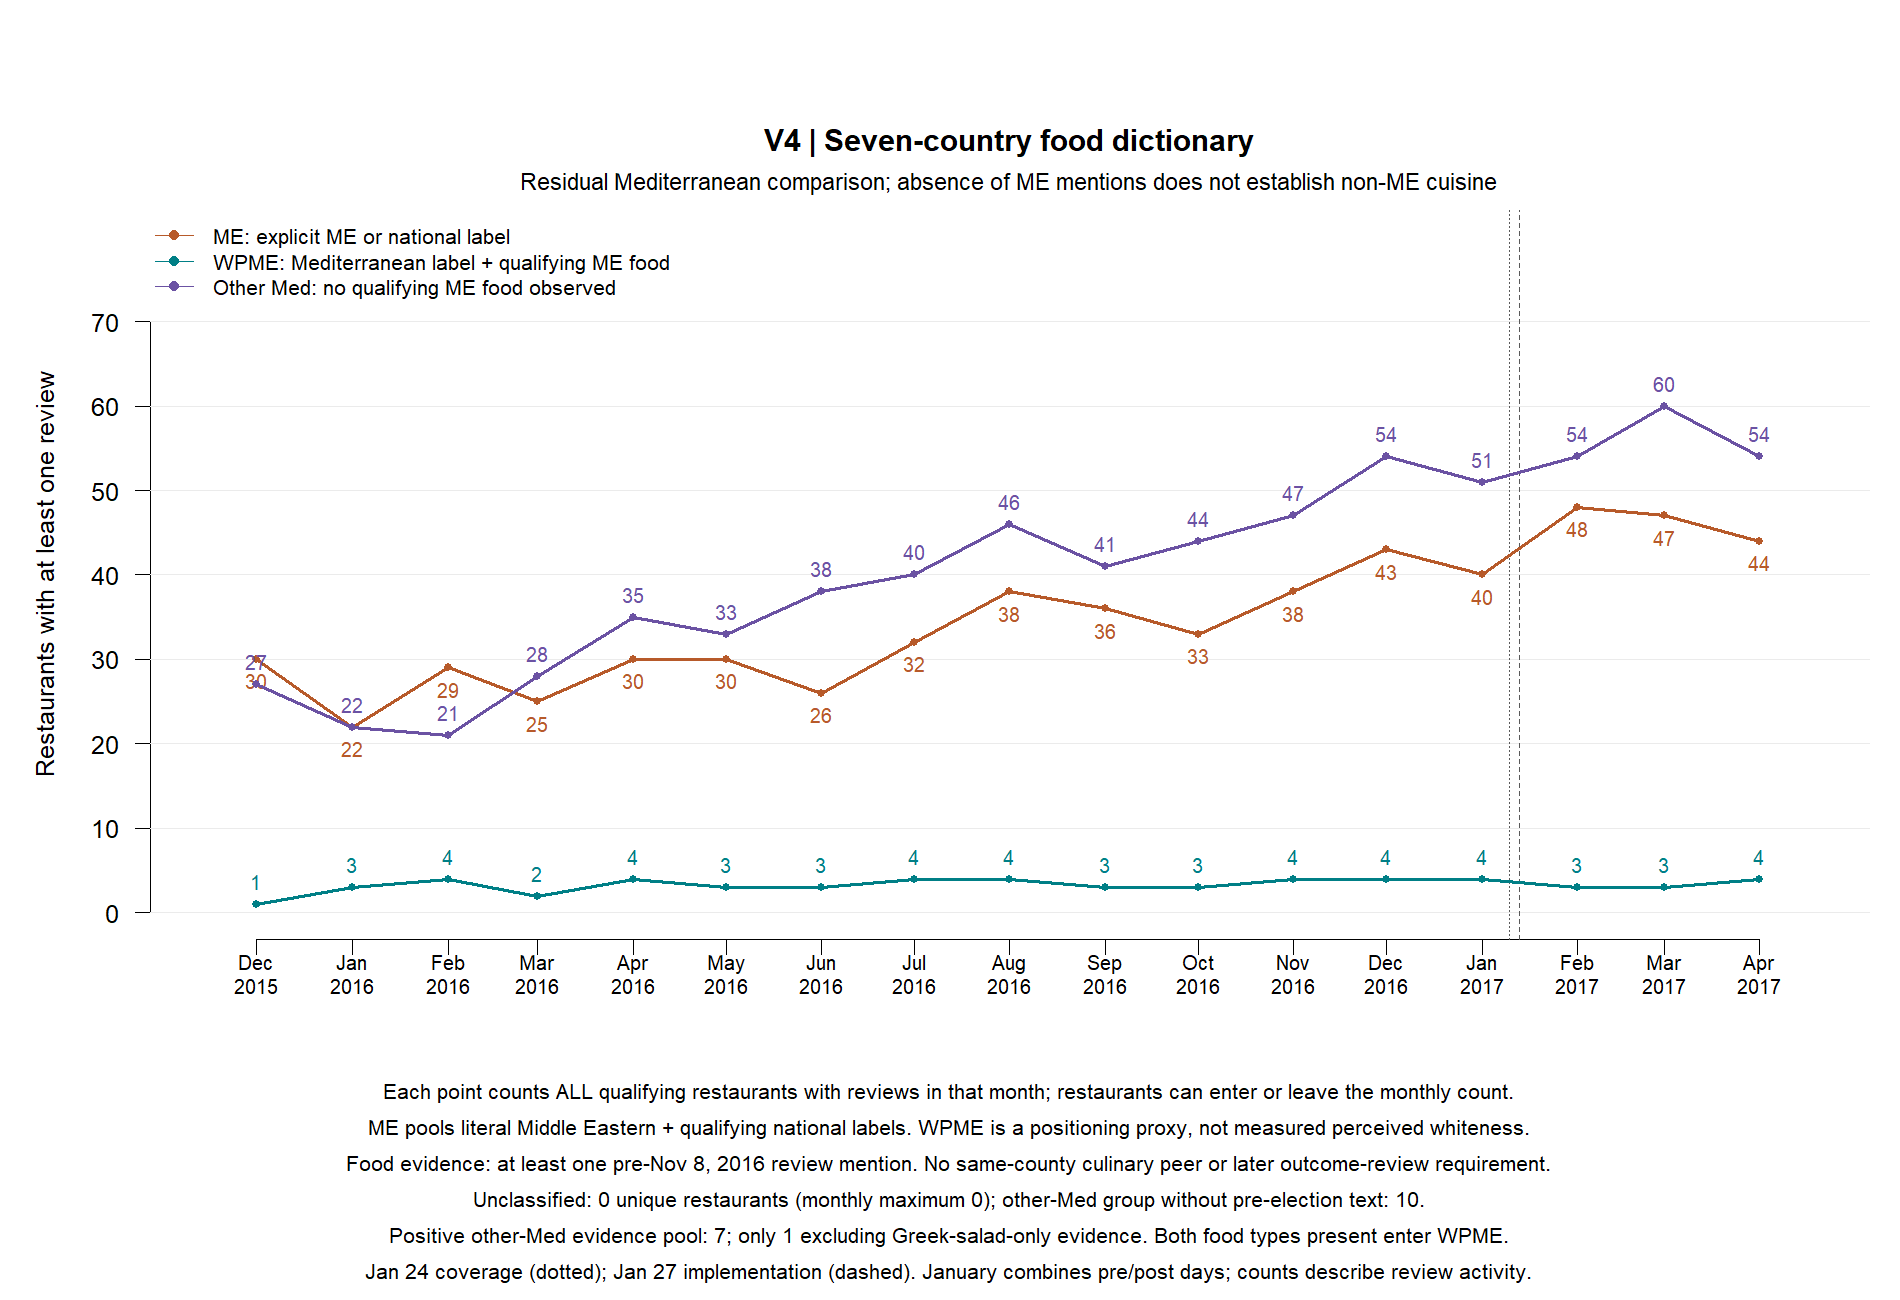 V4 | Seven-country food dictionary
Residual Mediterranean comparison; absence of ME mentions does not establish non-ME cuisine
ME: explicit ME or national label
WPME: Mediterranean label + qualifying ME food
Other Med: no qualifying ME food observed
Restaurants with at least one review
70
60
50
40
30
20
10
0
27 22 21 28 35 33 38 40 46 41 44 47 54 51 54 60 54
30 22 29 25 30 30 26 32 38 36 33 38 43 40 48 47 44
1 3 4 2 4 3 3 4 4 3 3 4 4 4 3 3 4
Dec Jan Feb Mar Apr May Jun Jul Aug Sep Oct Nov Dec Jan Feb Mar Apr
2015 2016 2016 2016 2016 2016 2016 2016 2016 2016 2016 2016 2016 2017 2017 2017 2017
Each point counts ALL qualifying restaurants with reviews in that month; restaurants can enter or leave the monthly count.
ME pools literal Middle Eastern + qualifying national labels. WPME is a positioning proxy, not measured perceived whiteness.
Food evidence: at least one pre-Nov 8, 2016 review mention. No same-county culinary peer or later outcome-review requirement.
Unclassified: 0 unique restaurants (monthly maximum 0); other-Med group without pre-election text: 10.
Positive other-Med evidence pool: 7; only 1 excluding Greek-salad-only evidence. Both food types present enter WPME.
Jan 24 coverage (dotted); Jan 27 implementation (dashed). January combines pre/post days; counts describe review activity.